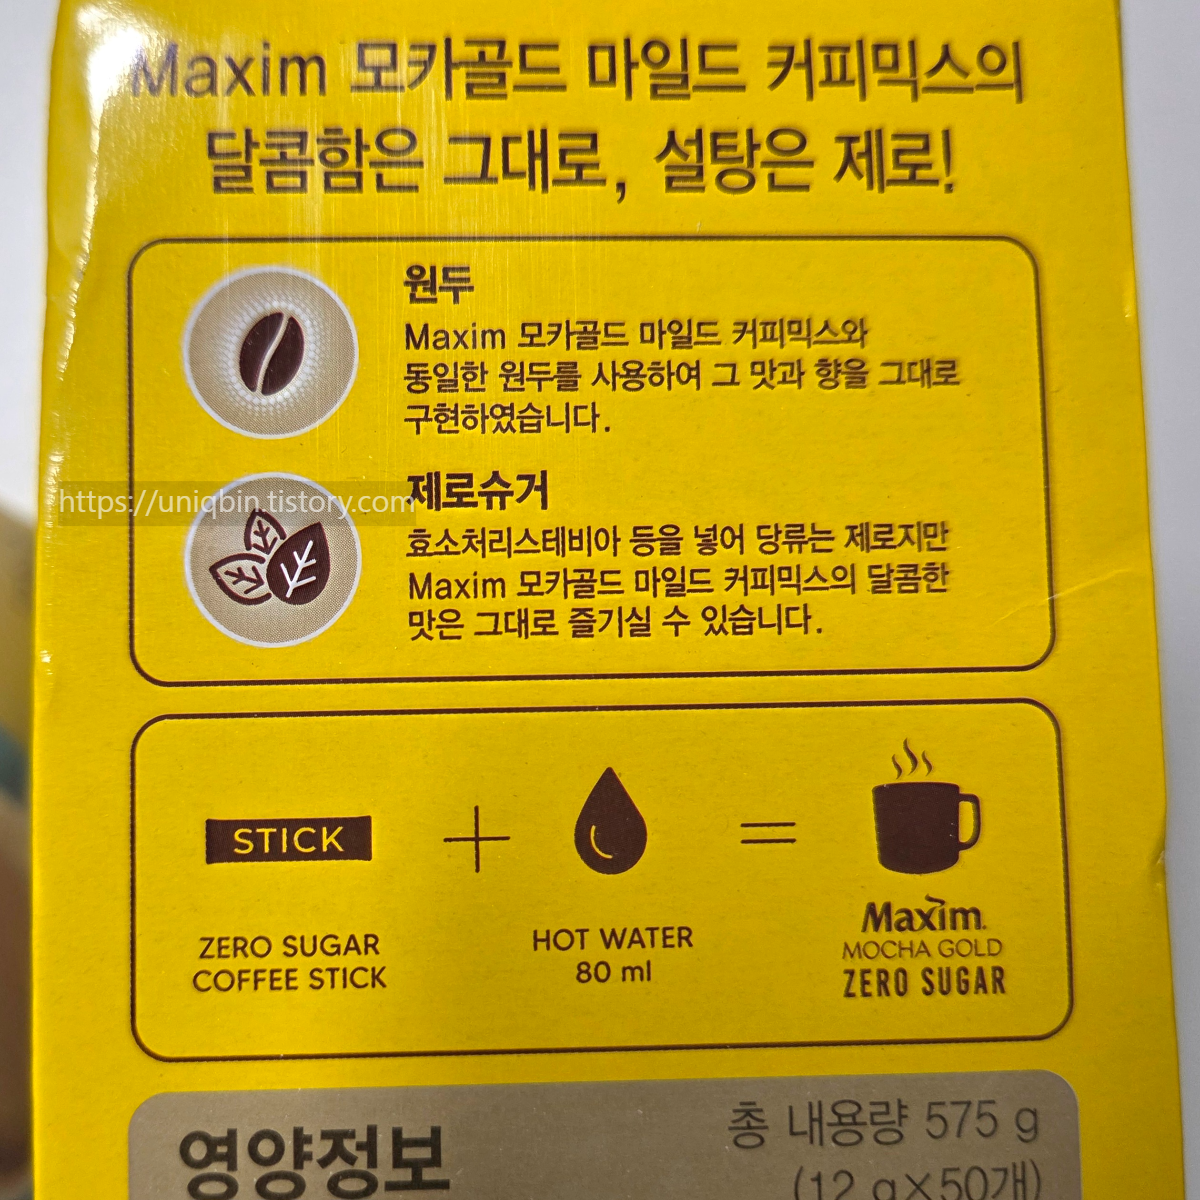 Maxim 모카골드 마일드 커피믹스의
달콤함은 그대로, 설탕은 제로!
원두
Maxim 모카골드 마일드 커피믹스와
동일한 원두를 사용하여 그 맛과 향을 그대로
구현하였습니다.
https://uniqbin.tistory.com
제로슈거
효소처리스테비아 등을 넣어 당류는 제로지만
Maxim 모카골드 마일드 커피믹스의 달콤한
맛은 그대로 즐기실 수 있습니다.
STICK
ZERO SUGAR
COFFEE STICK
HOT WATER
80 ml
Maxim
MOCHA GOLD
ZERO SUGAR
영양정보
총 내용량 575 g
(12 g×50개)